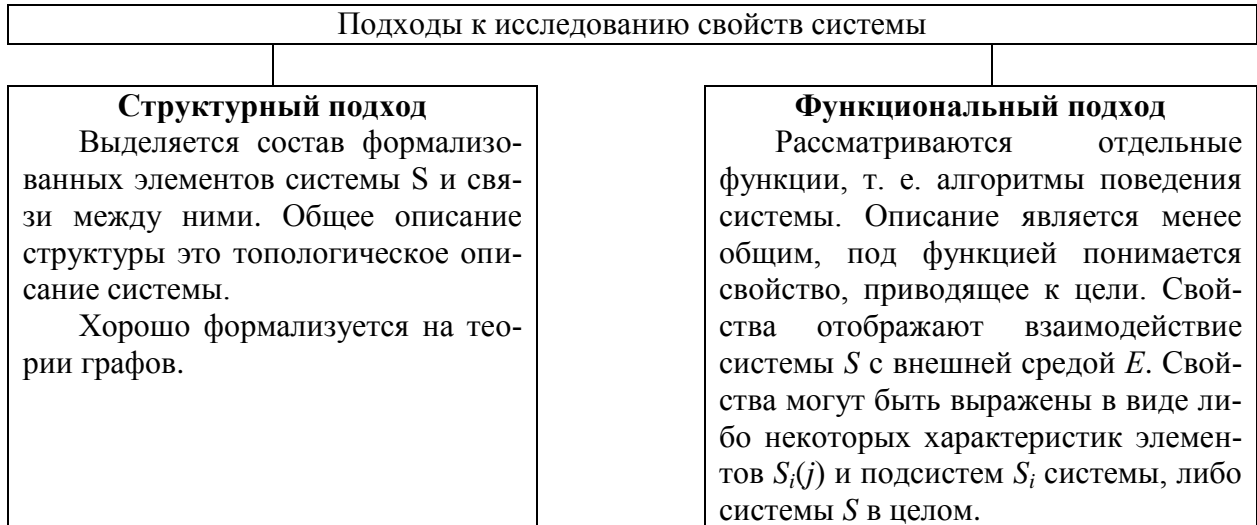 Подходы к исследованию свойств системы
Структурный подход
Выделяется состав формализо-
ванных элементов системы S и свя-
зи между ними. Общее описание
структуры это топологическое опи-
сание системы.
Хорошо формализуется на тео-
рии графов.
Функциональный подход
Рассматриваются отдельные
функции, т. е. алгоритмы поведения
системы. Описание является менее
общим, под функцией понимается
свойство, приводящее к цели. Свой-
ства отображают взаимодействие
системы S с внешней средой E. Свой-
ства могут быть выражены в виде ли-
бо некоторых характеристик элемен-
тов Si(j) и подсистем Si системы, либо
системы S в целом.